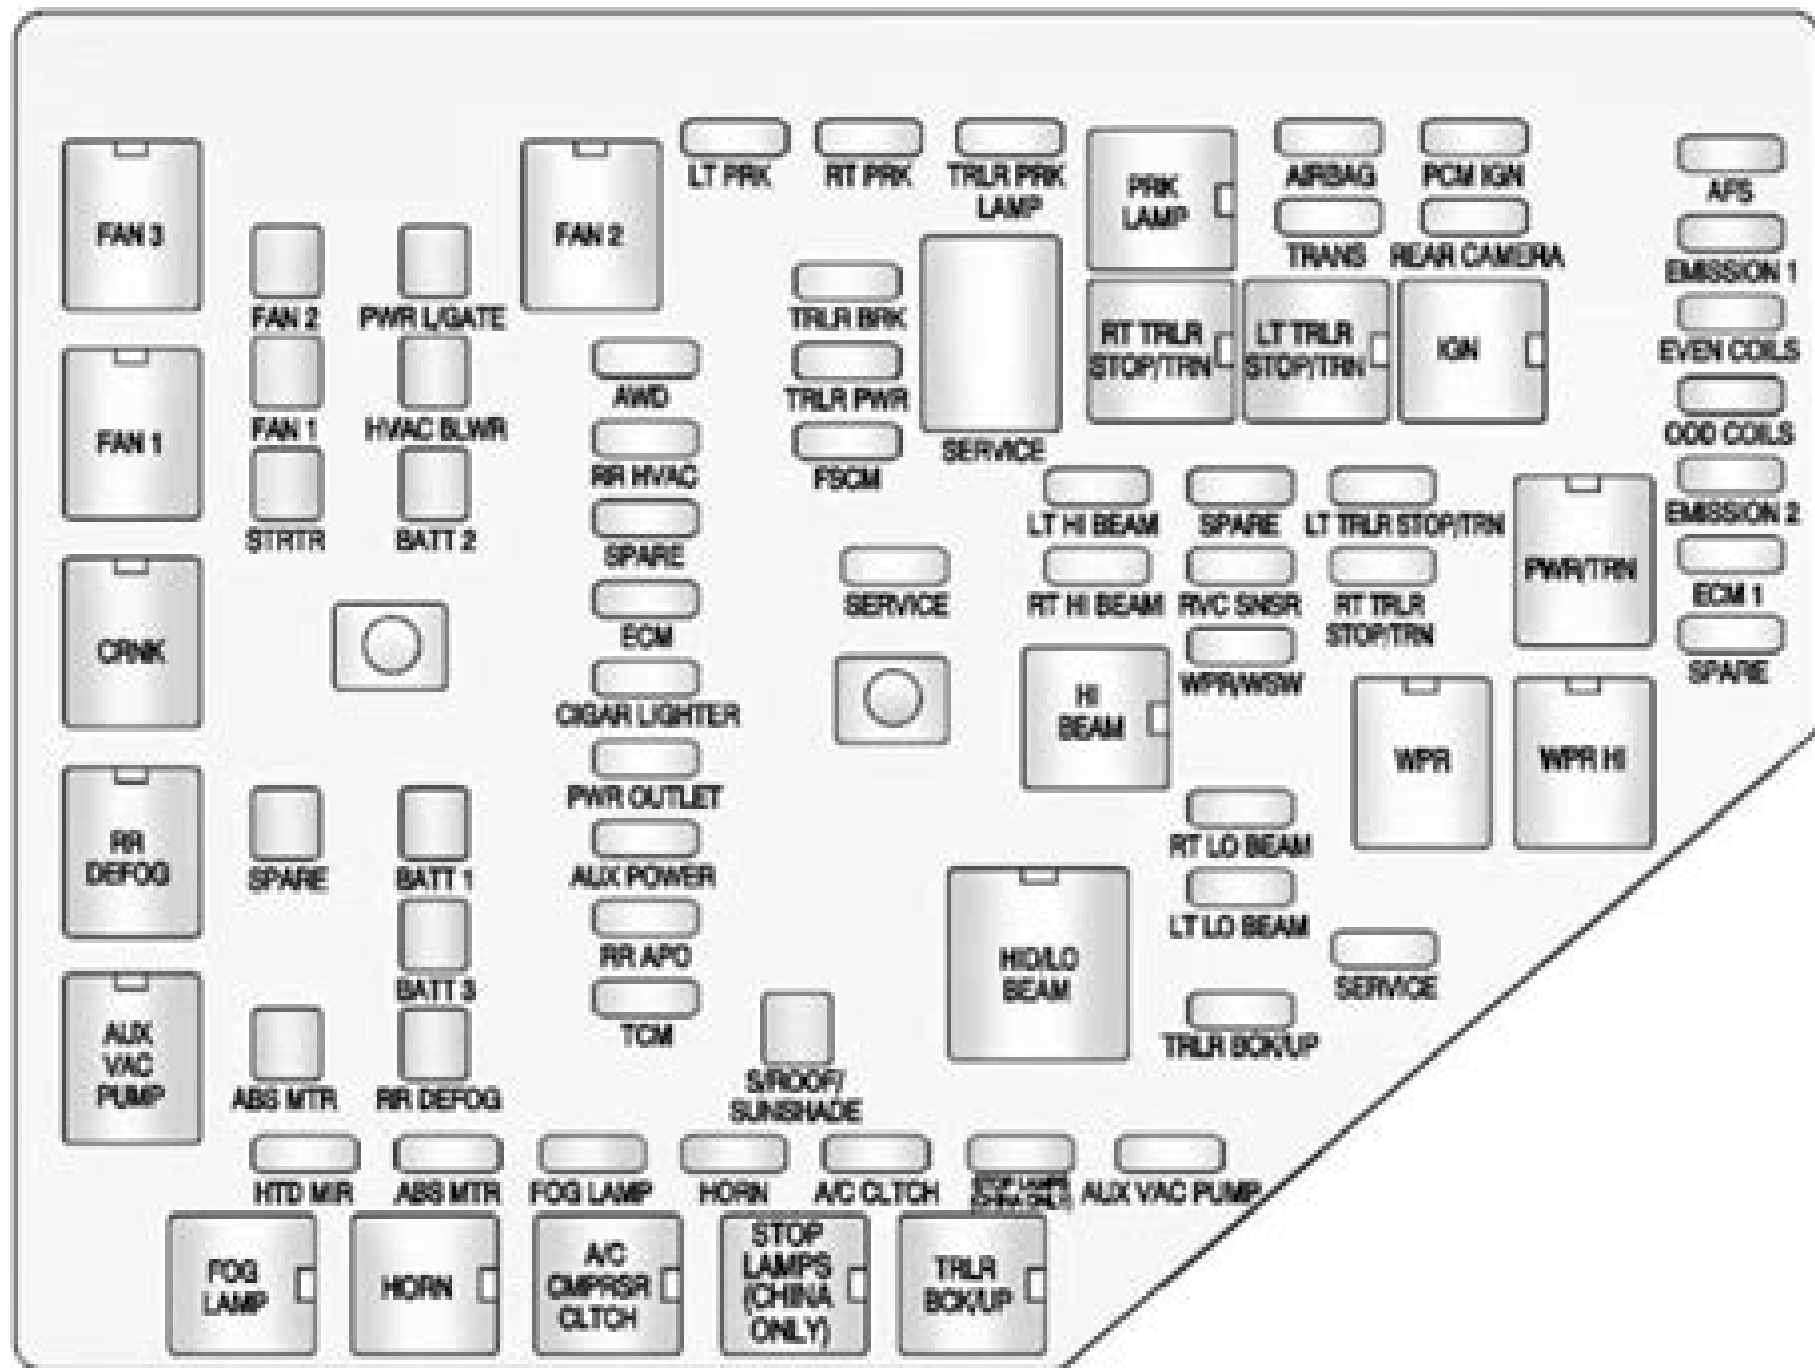 LT PRK
RT PRK
TRLR PRK
LAMP
PRK
LAMP
AIRBAG
PCM IGN
AFS
FAN 3
FAN 2
TRANS
REAR CAMERA
EMISSION 1
FAN 2
PWR L/GATE
TRLR BRK
RT TRLR
STOP/TRN
LT TRLR
STOP/TRN
IGN
EVEN COILS
AWD
TRLR PWR
FAN 1
FAN 1
HVAC BLWR
SERVICE
ODD COILS
RR HVAC
FSCM
LT HI BEAM
SPARE
LT TRLR STOP/TRN
EMISSION 2
STRTR
BATT 2
SPARE
PWR/TRN
SERVICE
RT HI BEAM
RVC SNSR
RT TRLR
STOP/TRN
ECM 1
CRNK
ECM
WPR/WSW
SPARE
CIGAR LIGHTER
HI
BEAM
WPR
WPR HI
PWR OUTLET
RR
DEFOG
SPARE
BATT 1
AUX POWER
RT LO BEAM
LT LO BEAM
RR APO
HID/LO
BEAM
BATT 3
SERVICE
AUX
VAC
PUMP
TCM
TRLR BCK/UP
ABS MTR
RR DEFOG
S/ROOF/
SUNSHADE
HTD MIR
ABS MTR
FOG LAMP
HORN
A/C CLTCH
STOP LAMPS
(CHINA ONLY)
AUX VAC PUMP
FOG
LAMP
HORN
A/C
CMPRSR
CLTCH
STOP
LAMPS
(CHINA
ONLY)
TRLR
BCK/UP